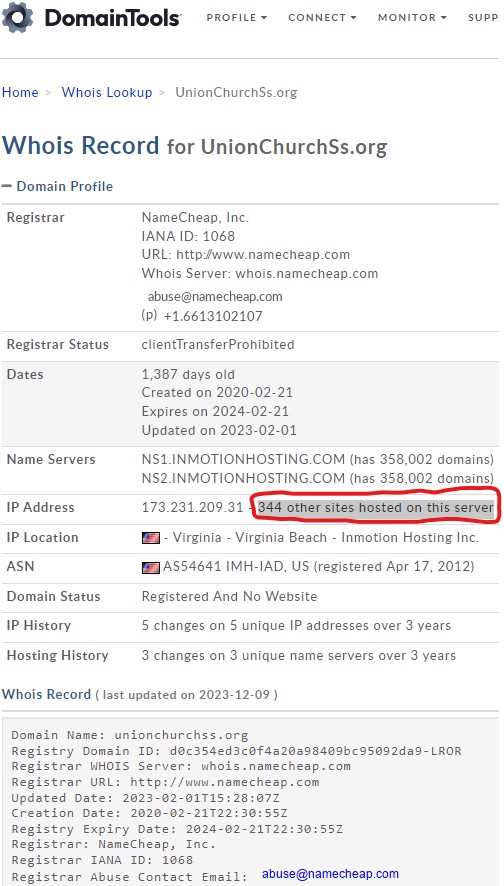 DomainTools PROFILE CONNECT MONITOR SUPP
Home > Whois Lookup > UnionChurchSs.org
Whois Record for UnionChurchSs.org
− Domain Profile
Registrar NameCheap, Inc.
IANA ID: 1068
URL: http://www.namecheap.com
Whois Server: whois.namecheap.com
abuse@namecheap.com
(p) +1.6613102107
Registrar Status clientTransferProhibited
Dates 1,387 days old
Created on 2020-02-21
Expires on 2024-02-21
Updated on 2023-02-01
Name Servers NS1.INMOTIONHOSTING.COM (has 358,002 domains)
NS2.INMOTIONHOSTING.COM (has 358,002 domains)
IP Address 173.231.209.31 - 344 other sites hosted on this server
IP Location - Virginia - Virginia Beach - Inmotion Hosting Inc.
ASN AS54641 IMH-IAD, US (registered Apr 17, 2012)
Domain Status Registered And No Website
IP History 5 changes on 5 unique IP addresses over 3 years
Hosting History 3 changes on 3 unique name servers over 3 years
Whois Record ( last updated on 2023-12-09 )
Domain Name: unionchurchss.org
Registry Domain ID: d0c354ed3c0f4a20a98409bc95092da9-LROR
Registrar WHOIS Server: whois.namecheap.com
Registrar URL: http://www.namecheap.com
Updated Date: 2023-02-01T15:28:07Z
Creation Date: 2020-02-21T22:30:55Z
Registry Expiry Date: 2024-02-21T22:30:55Z
Registrar: NameCheap, Inc.
Registrar IANA ID: 1068
Registrar Abuse Contact Email: abuse@namecheap.com